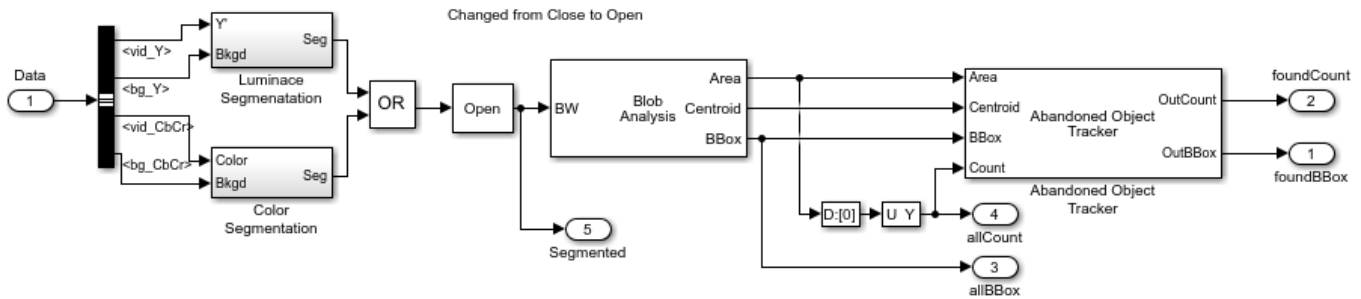 Changed from Close to Open
Data
1
<vid_Y>
<bg_Y>
<vid_CbCr>
<bg_CbCr>
Y'
Bkgd
Seg
Luminace
Segmenatation
Color
Bkgd
Seg
Color
Segmentation
OR
Open
BW
Blob
Analysis
Area
Centroid
BBox
Area
Centroid
BBox
Count
Abandoned Object
Tracker
OutCount
OutBBox
Abandoned Object
Tracker
foundCount
2
1
foundBBox
D:[0]
U Y
4
allCount
3
allBBox
5
Segmented